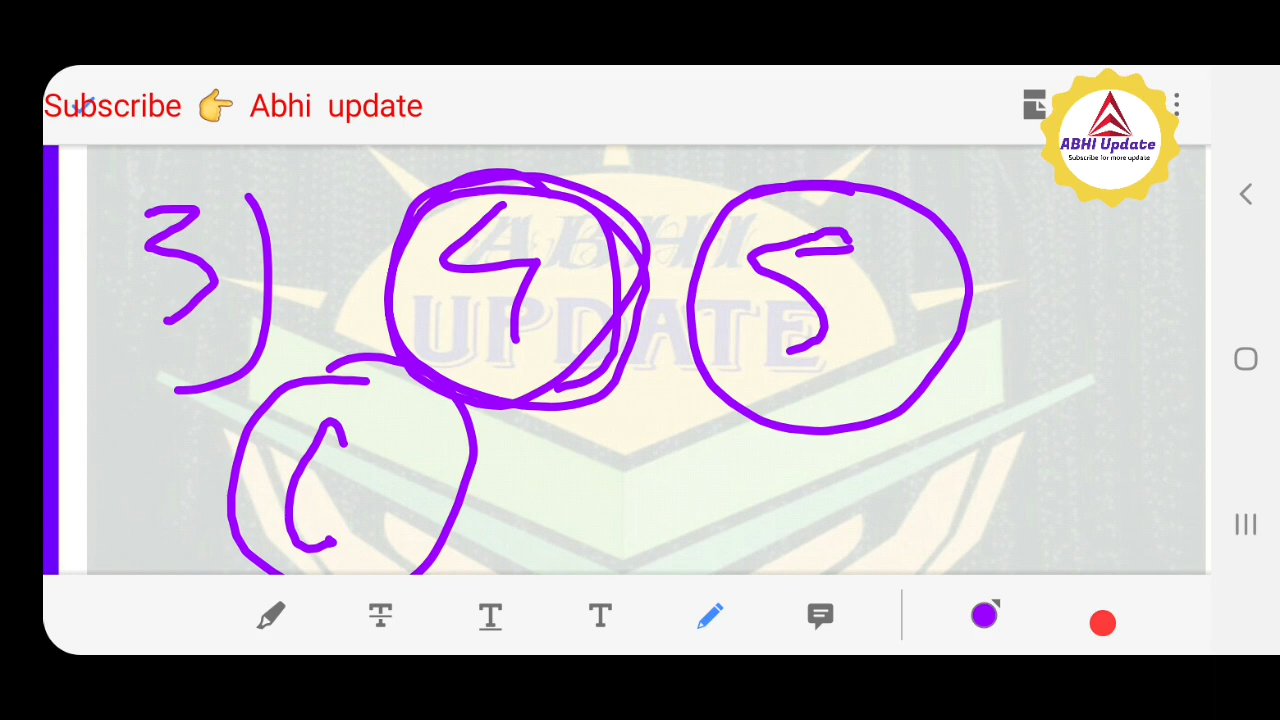 Subscribe 👉 Abhi update
ABHI Update
Subscribe for more update
3) 4 5
ABHI
UPDATE